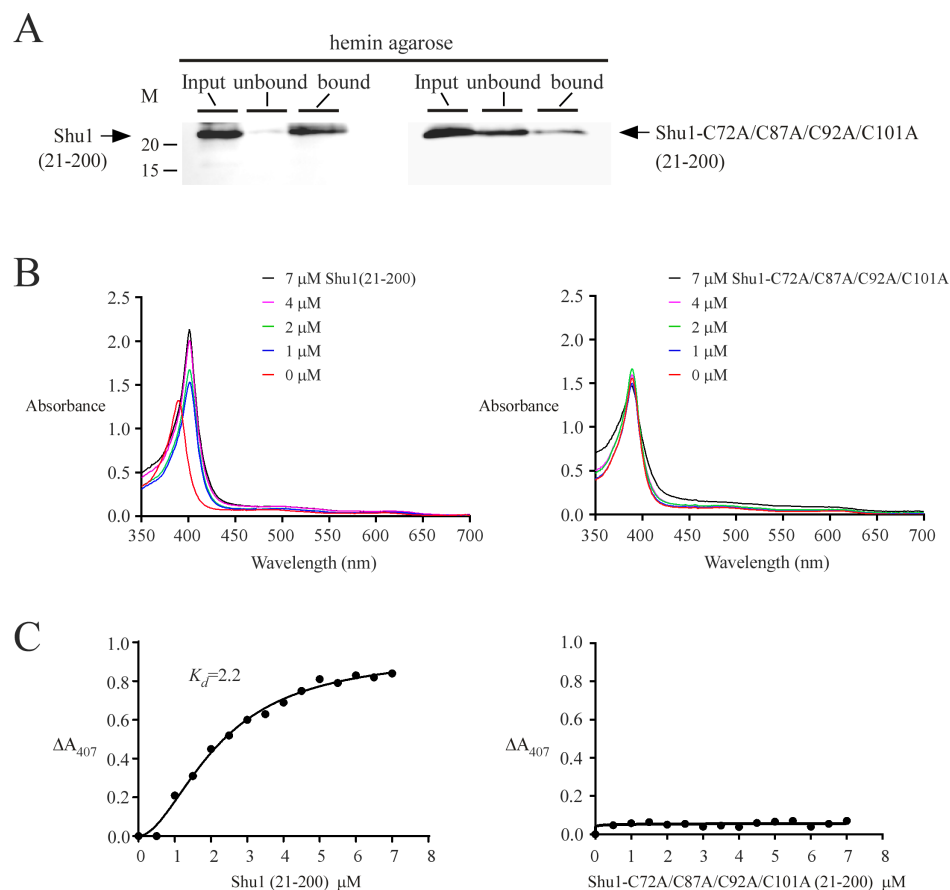 A
hemin agarose
Input unbound bound
Input unbound bound
M
Shu1
(21-200)
20
15
Shu1-C72A/C87A/C92A/C101A
(21-200)
B
7 μM Shu1(21-200)
4 μM
2 μM
1 μM
0 μM
2.5
2.0
1.5
1.0
0.5
0.0
Absorbance
350 400 450 500 550 600 650 700
Wavelength (nm)
7 μM Shu1-C72A/C87A/C92A/C101A
4 μM
2 μM
1 μM
0 μM
2.5
2.0
1.5
1.0
0.5
0.0
Absorbance
350 400 450 500 550 600 650 700
Wavelength (nm)
C
1.0
0.8
0.6
0.4
0.2
0.0
Kd=2.2
ΔA407
0 1 2 3 4 5 6 7 8
Shu1 (21-200) μM
1.0
0.8
0.6
0.4
0.2
0.0
ΔA407
0 1 2 3 4 5 6 7 8
Shu1-C72A/C87A/C92A/C101A (21-200) μM